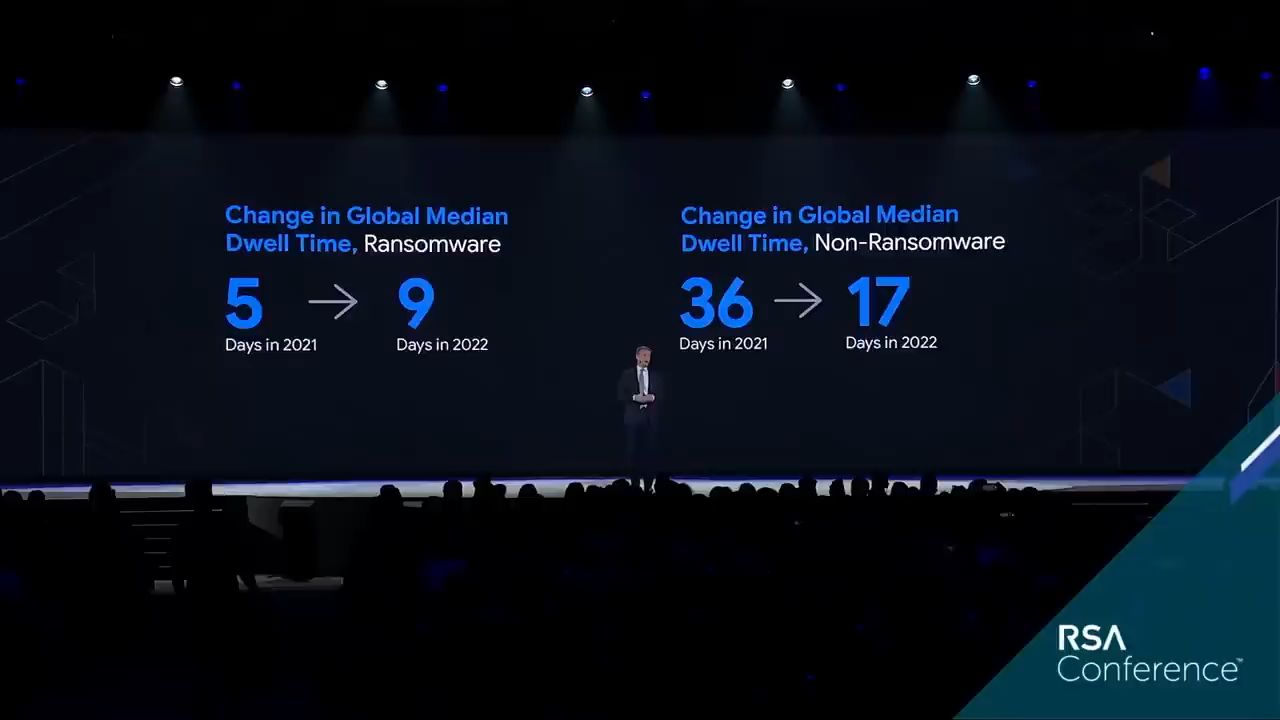 Change in Global Median
Dwell Time, Ransomware
5 → 9
Days in 2021 Days in 2022
Change in Global Median
Dwell Time, Non-Ransomware
36 → 17
Days in 2021 Days in 2022
RSA
Conference™